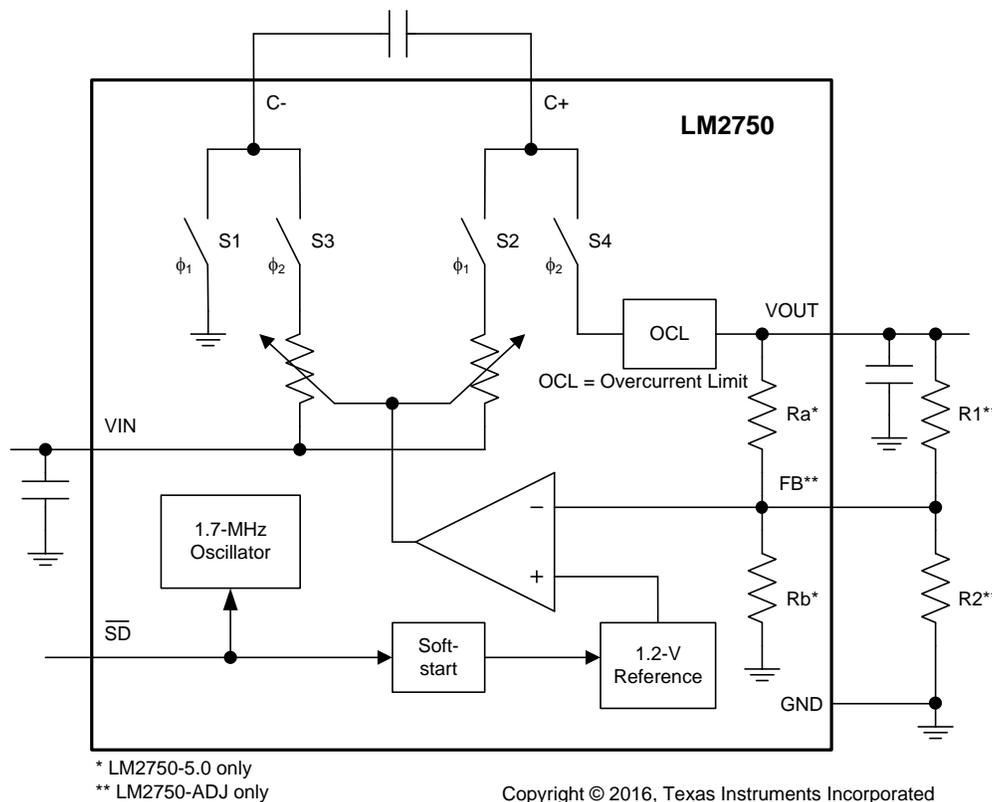 C-
C+
LM2750
S1
S3
S2
S4
ϕ1
ϕ2
ϕ1
ϕ2
VOUT
OCL
OCL = Overcurrent Limit
Ra*
R1**
VIN
FB**
1.7-MHz
Oscillator
−
+
Rb*
R2**
SD
Soft-
start
1.2-V
Reference
GND
* LM2750-5.0 only
** LM2750-ADJ only
Copyright © 2016, Texas Instruments Incorporated